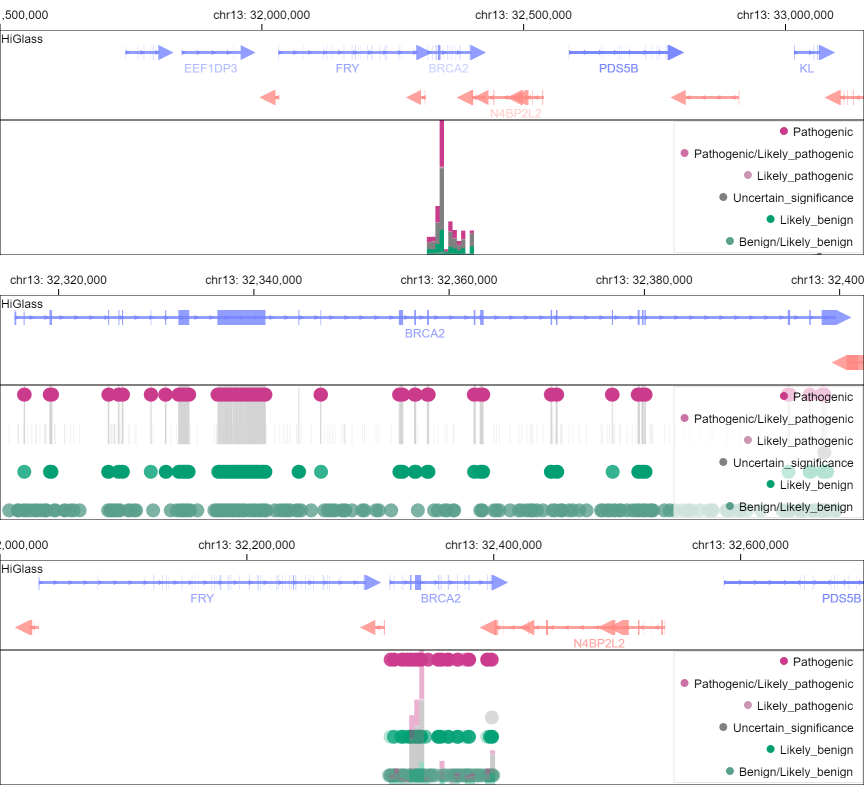 ,500,000 chr13: 32,000,000 chr13: 32,500,000 chr13: 33,000,000
HiGlass
EEF1DP3 FRY BRCA2 PDS5B KL
N4BP2L2
Pathogenic
Pathogenic/Likely_pathogenic
Likely_pathogenic
Uncertain_significance
Likely_benign
Benign/Likely_benign
chr13: 32,320,000 chr13: 32,340,000 chr13: 32,360,000 chr13: 32,380,000 chr13: 32,400
HiGlass
BRCA2
Pathogenic
Pathogenic/Likely_pathogenic
Likely_pathogenic
Uncertain_significance
Likely_benign
Benign/Likely_benign
2,000,000 chr13: 32,200,000 chr13: 32,400,000 chr13: 32,600,000
HiGlass
FRY BRCA2 PDS5B
N4BP2L2
Pathogenic
Pathogenic/Likely_pathogenic
Likely_pathogenic
Uncertain_significance
Likely_benign
Benign/Likely_benign